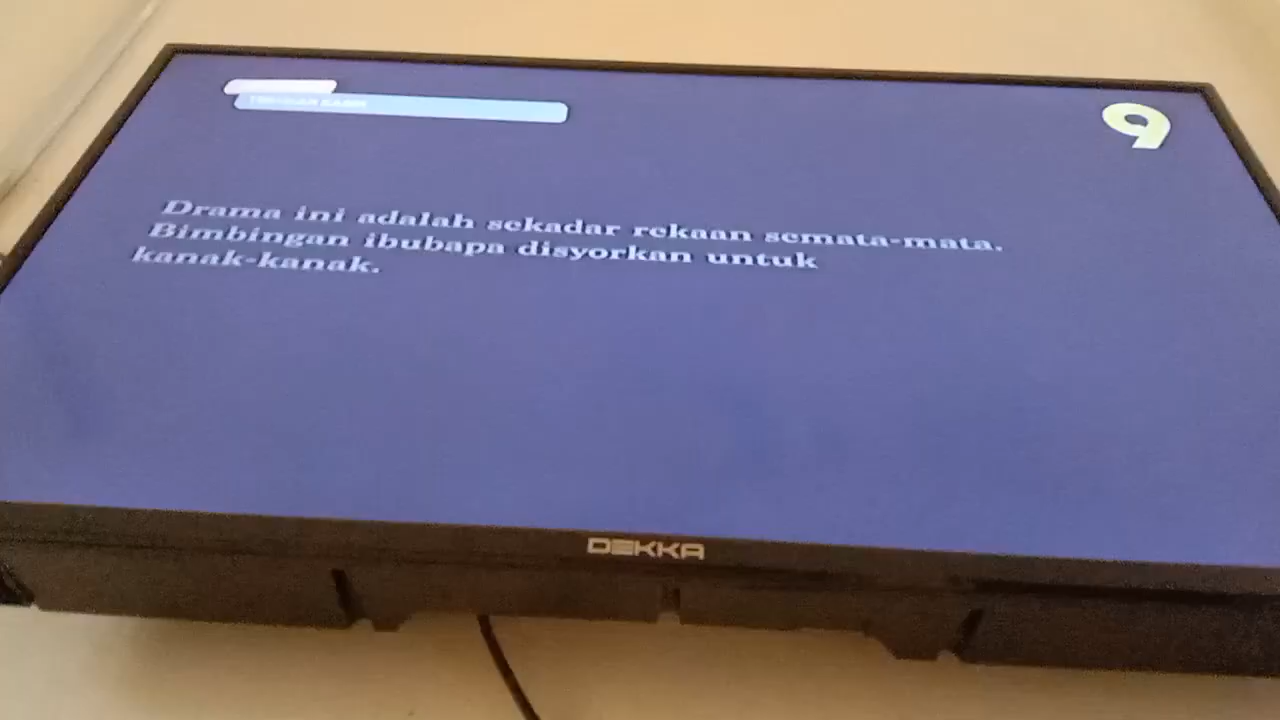 9
Drama ini adalah sekadar rekaan semata-mata.
Bimbingan ibubapa disyorkan untuk
kanak-kanak.
DEKKA